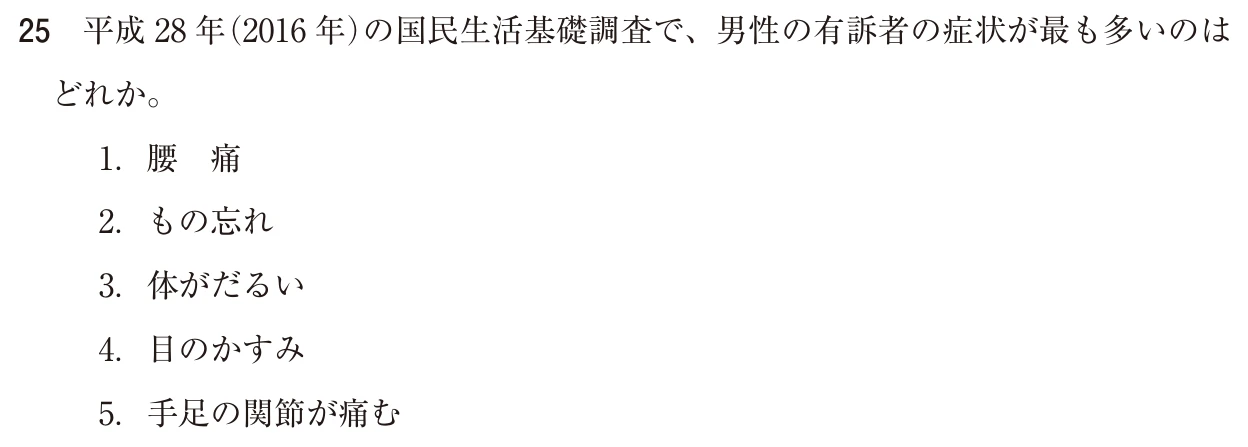 25　平成 28 年(2016 年)の国民生活基礎調査で、男性の有訴者の症状が最も多いのは
どれか。
1. 腰　痛
2. もの忘れ
3. 体がだるい
4. 目のかすみ
5. 手足の関節が痛む